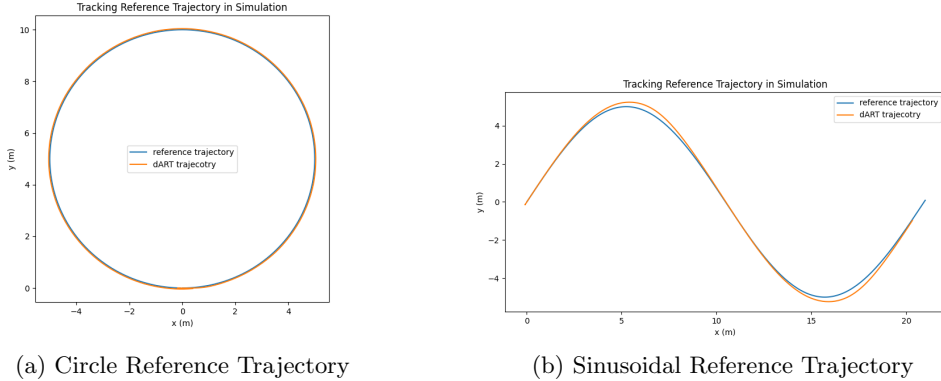 Tracking Reference Trajectory in Simulation
10
8
6
4
2
0
y (m)
reference trajectory
dART trajecotry
−4
−2
0
2
4
x (m)
(a) Circle Reference Trajectory
Tracking Reference Trajectory in Simulation
reference trajectory
dART trajecotry
4
2
0
−2
−4
y (m)
0
5
10
15
20
x (m)
(b) Sinusoidal Reference Trajectory